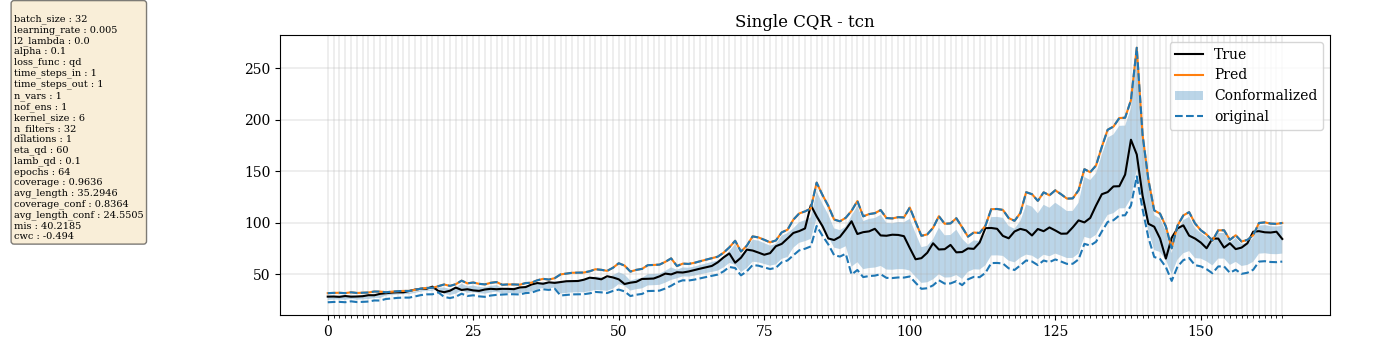 batch_size : 32
learning_rate : 0.005
l2_lambda : 0.0
alpha : 0.1
loss_func : qd
time_steps_in : 1
time_steps_out : 1
n_vars : 1
nof_ens : 1
kernel_size : 6
n_filters : 32
dilations : 1
eta_qd : 60
lamb_qd : 0.1
epochs : 64
coverage : 0.9636
avg_length : 35.2946
coverage_conf : 0.8364
avg_length_conf : 24.5505
mis : 40.2185
cwc : -0.494
Single CQR - tcn
250
200
150
100
50
0 25 50 75 100 125 150
True
Pred
Conformalized
original